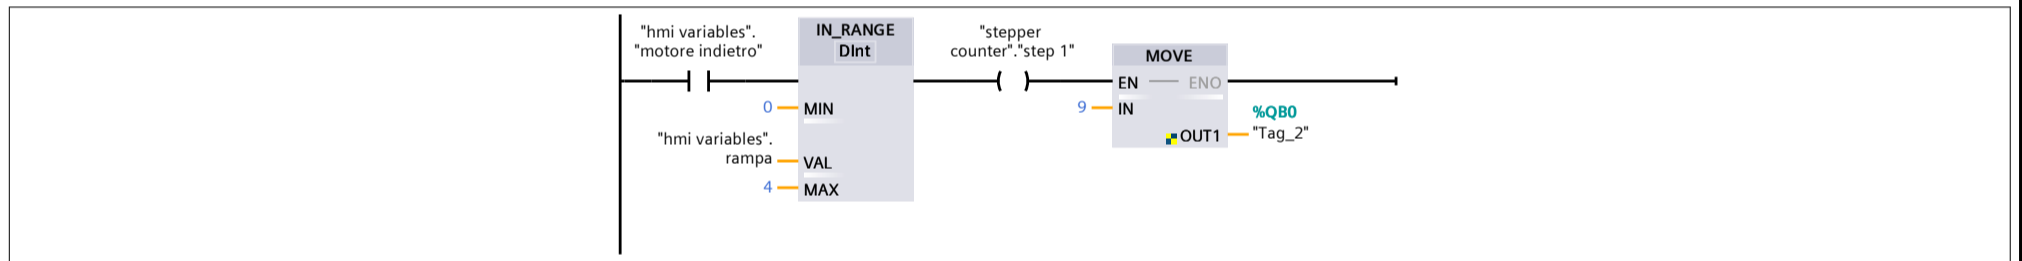 "hmi variables".
"motore indietro"
IN_RANGE
DInt
0
MIN
"hmi variables".
rampa
VAL
4
MAX
"stepper
counter"."step 1"
MOVE
EN
ENO
9
IN
OUT1
%QB0
"Tag_2"